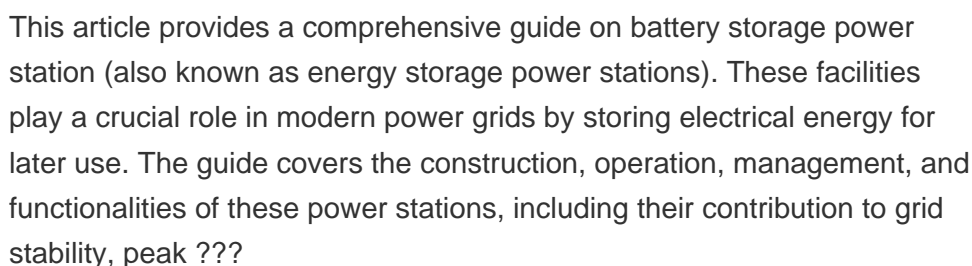 This article provides a comprehensive guide on battery storage power
station (also known as energy storage power stations). These facilities
play a crucial role in modern power grids by storing electrical energy for
later use. The guide covers the construction, operation, management, and
functionalities of these power stations, including their contribution to grid
stability, peak ???